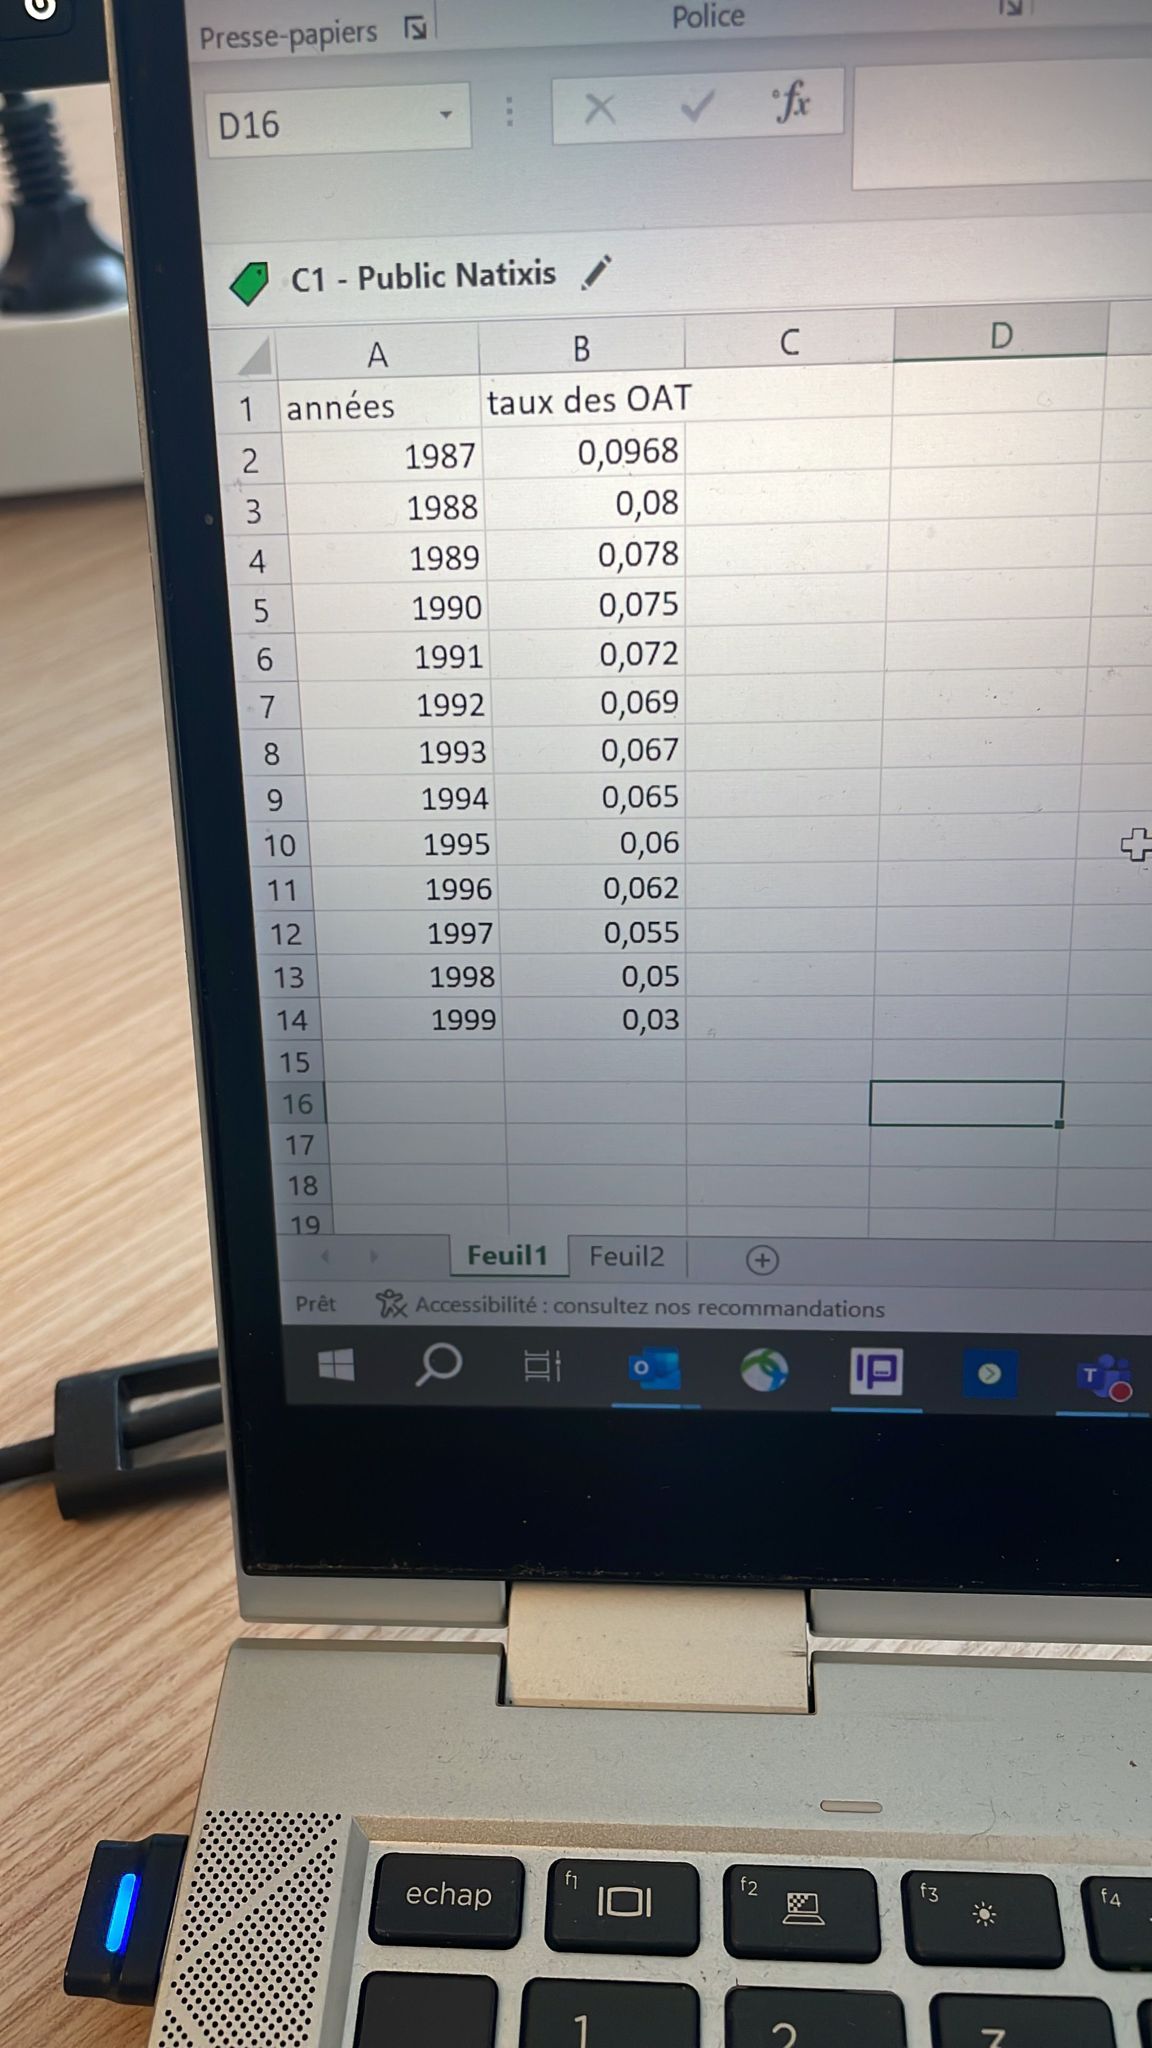 Presse-papiers
Police
D16
fx
C1 - Public Natixis
A B C D
1 années taux des OAT
2 1987 0,0968
3 1988 0,08
4 1989 0,078
5 1990 0,075
6 1991 0,072
7 1992 0,069
8 1993 0,067
9 1994 0,065
10 1995 0,06
11 1996 0,062
12 1997 0,055
13 1998 0,05
14 1999 0,03
15
16
17
18
19
Feuil1 Feuil2
Prêt Accessibilité : consultez nos recommandations
echap f1 f2 f3 f4
1 2 3